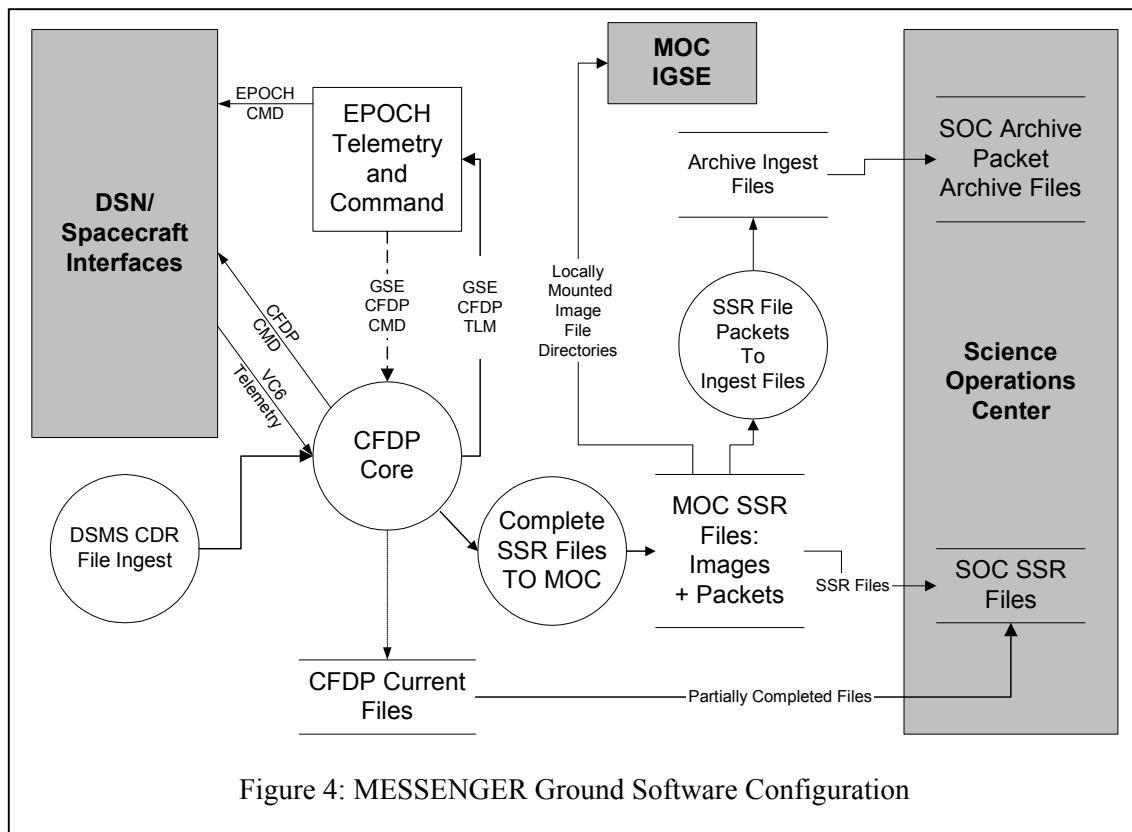 DSN/
Spacecraft
Interfaces
EPOCH
CMD
EPOCH
Telemetry
and
Command
MOC
IGSE
Archive Ingest
Files
SOC Archive
Packet
Archive Files
GSE
CFDP
CMD
GSE
CFDP
TLM
Locally
Mounted
Image
File
Directories
SSR File
Packets
To
Ingest Files
Science
Operations
Center
CFDP
CMD
VC6
Telemetry
CFDP
Core
DSMS CDR
File Ingest
Complete
SSR Files
TO MOC
MOC SSR
Files:
Images
+ Packets
SSR Files
SOC SSR
Files
CFDP Current
Files
Partially Completed Files
Figure 4: MESSENGER Ground Software Configuration